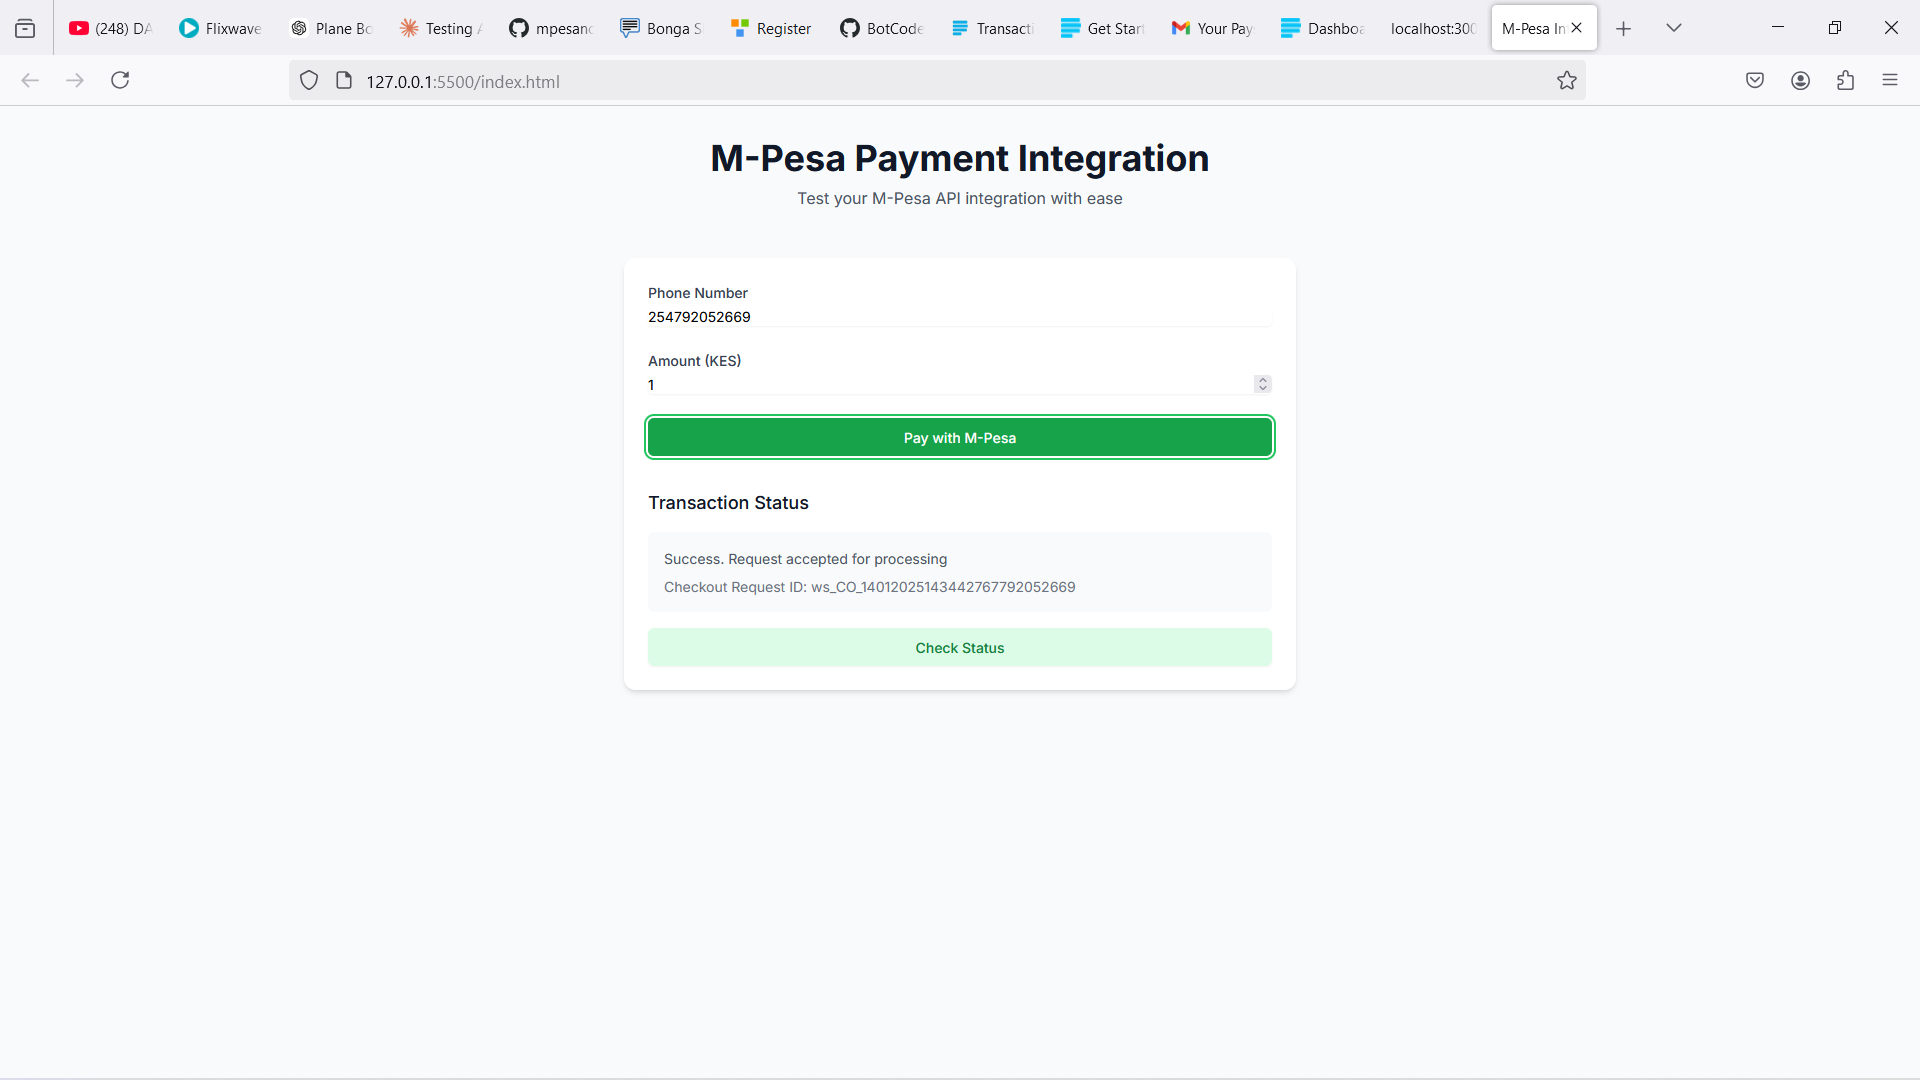 (248) DA
Flixwave
Plane Bo
Testing A
mpesanc
Bonga S
Register
BotCode
Transacti
Get Start
Your Pay
Dashboa
localhost:300
M-Pesa In
127.0.0.1:5500/index.html
M-Pesa Payment Integration
Test your M-Pesa API integration with ease
Phone Number
254792052669
Amount (KES)
1
Pay with M-Pesa
Transaction Status
Success. Request accepted for processing
Checkout Request ID: ws_CO_14012025143442767792052669
Check Status